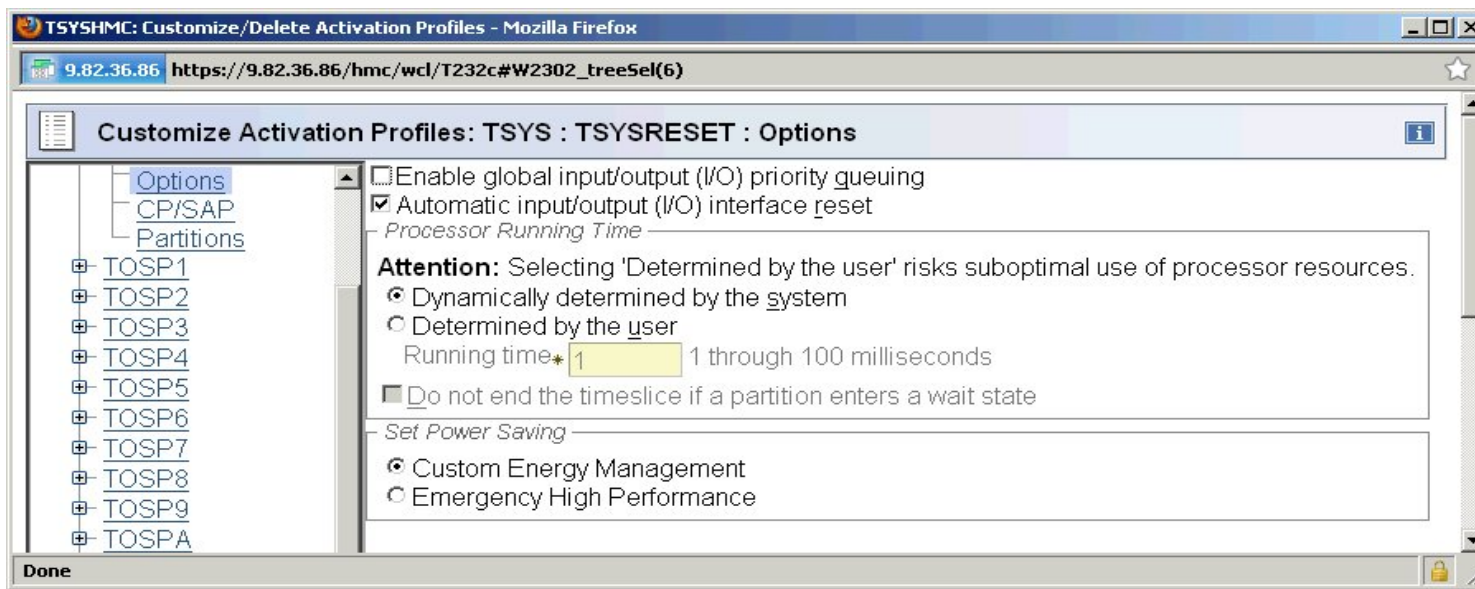 TSYSHMC: Customize/Delete Activation Profiles - Mozilla Firefox
9.82.36.86 https://9.82.36.86/hmc/wcl/T232c#W2302_treeSel(6)
Customize Activation Profiles: TSYS : TSYSRESET : Options
i
Options
CP/SAP
Partitions
TOSP1
TOSP2
TOSP3
TOSP4
TOSP5
TOSP6
TOSP7
TOSP8
TOSP9
TOSPA
Enable global input/output (I/O) priority queuing
Automatic input/output (I/O) interface reset
Processor Running Time
Attention: Selecting 'Determined by the user' risks suboptimal use of processor resources.
Dynamically determined by the system
Determined by the user
Running time* 1 1 through 100 milliseconds
Do not end the timeslice if a partition enters a wait state
Set Power Saving
Custom Energy Management
Emergency High Performance
Done